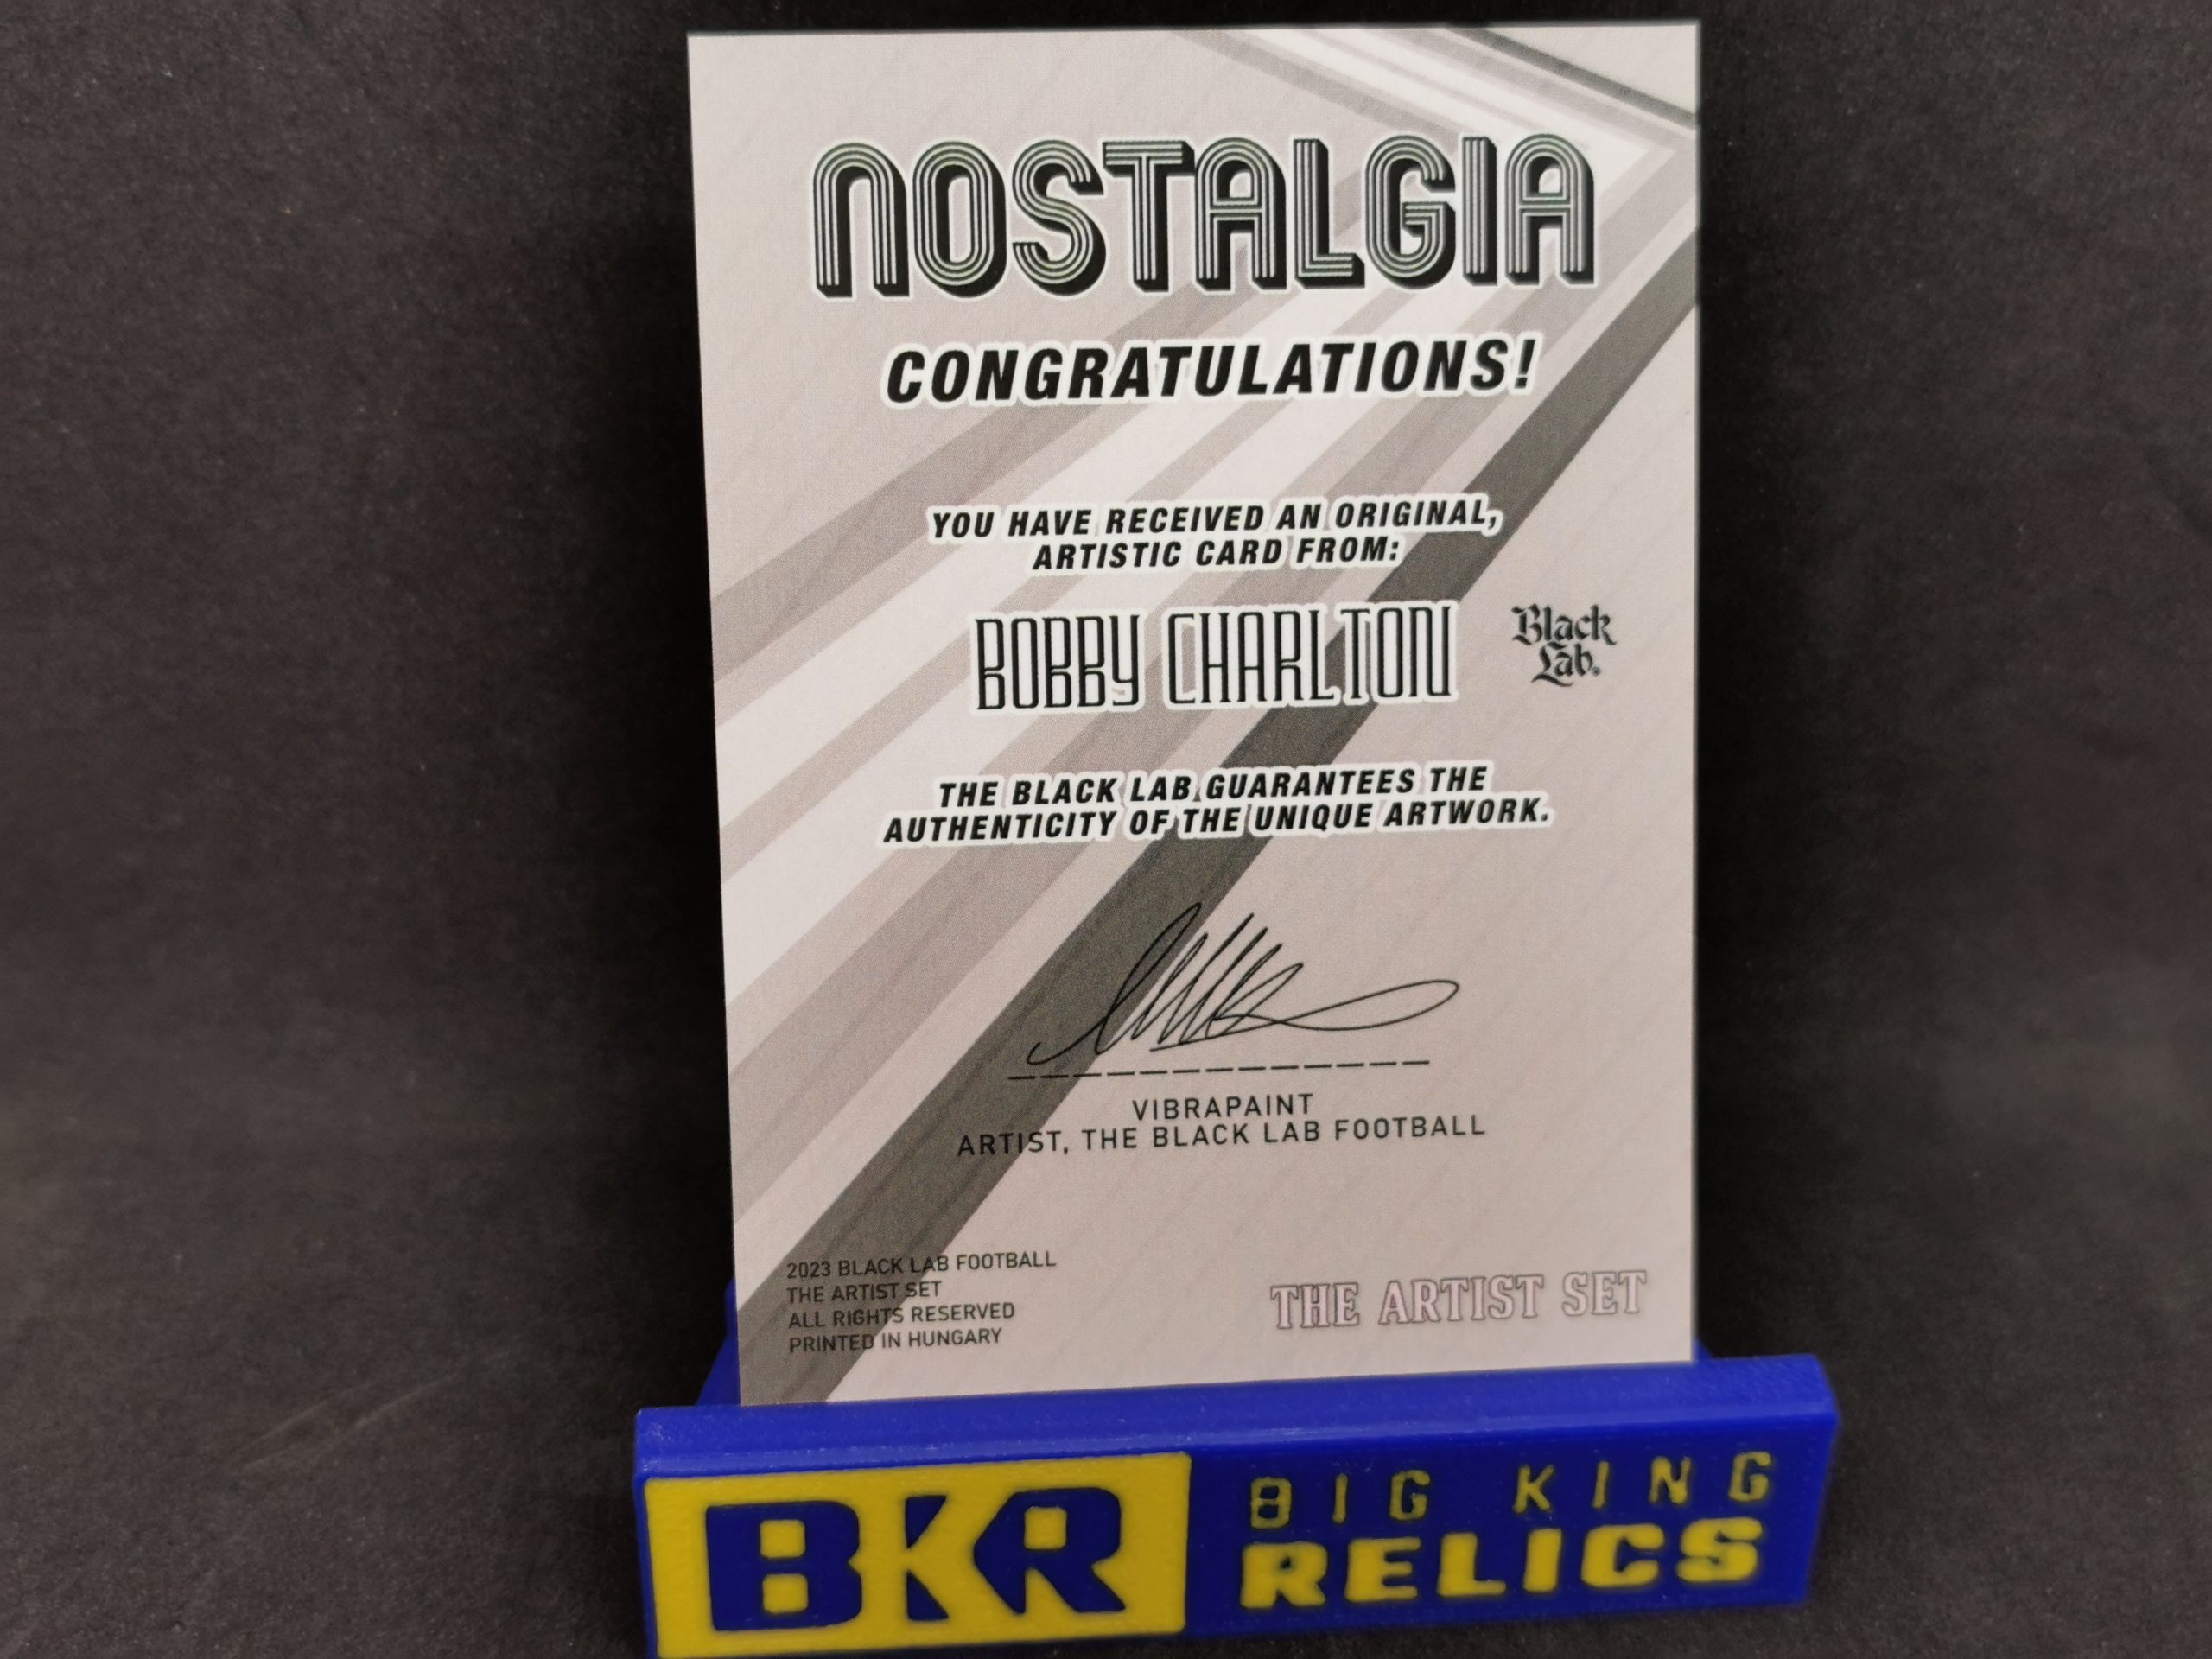 NOSTALGIA
CONGRATULATIONS!
YOU HAVE RECEIVED AN ORIGINAL,
ARTISTIC CARD FROM:
BOBBY CHARLTON
Black
Lab.
THE BLACK LAB GUARANTEES THE
AUTHENTICITY OF THE UNIQUE ARTWORK.
VIBRAPAINT
ARTIST, THE BLACK LAB FOOTBALL
2023 BLACK LAB FOOTBALL
THE ARTIST SET
ALL RIGHTS RESERVED
PRINTED IN HUNGARY
THE ARTIST SET
BKR
BIG KING
RELICS